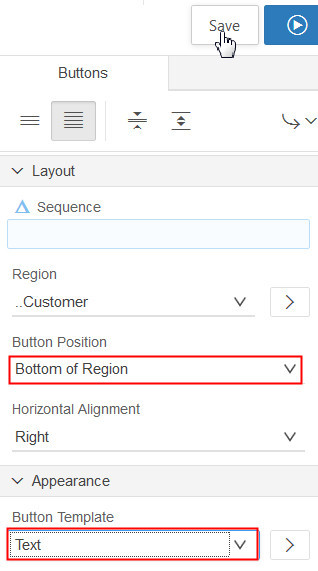 Save
Buttons
Layout
Sequence
Region
..Customer
Button Position
Bottom of Region
Horizontal Alignment
Right
Appearance
Button Template
Text